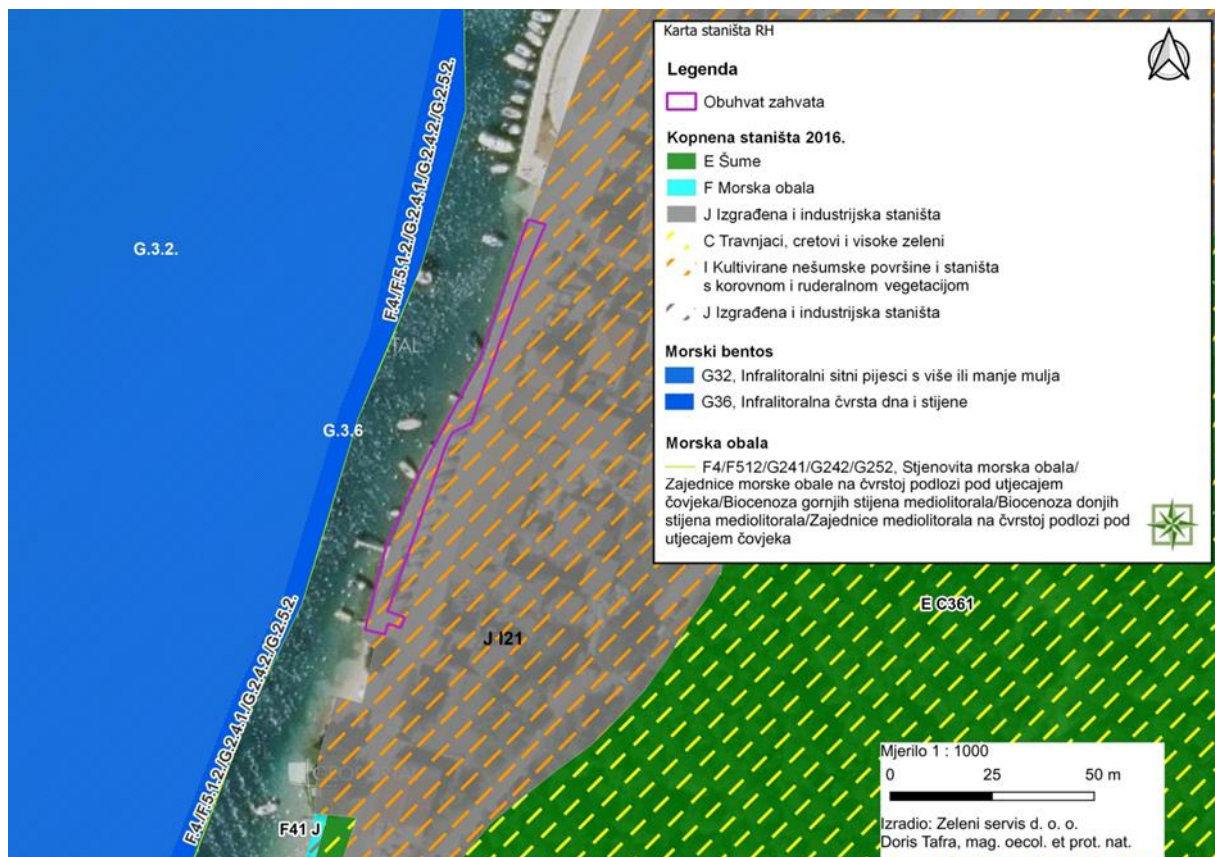 Karta staništa RH
Legenda
Obuhvat zahvata
Kopnena staništa 2016.
E Šume
F Morska obala
J Izgrađena i industrijska staništa
C Travnjaci, cretovi i visoke zeleni
I Kultivirane nešumske površine i staništa
s korovnom i ruderalnom vegetacijom
J Izgrađena i industrijska staništa
Morski bentos
G32, Infralitoralni sitni pijesci s više ili manje mulja
G36, Infralitoralna čvrsta dna i stijene
Morska obala
F4/F512/G241/G242/G252, Stjenovita morska obala/
Zajednice morske obale na čvrstoj podlozi pod utjecajem
čovjeka/Biocenoza gornjih stijena mediolitorala/Biocenoza donjih
stijena mediolitorala/Zajednice mediolitorala na čvrstoj podlozi pod
utjecajem čovjeka
G.3.2.
F.4./F.5.1.2./G.2.4.1./G.2.4.2./G.2.5.2.
TAL
G.3.6
E C361
J I21
F.4./F.5.1.2./G.2.4.1./G.2.4.2./G.2.5.2.
F41 J
Mjerilo 1 : 1000
0 25 50 m
Izradio: Zeleni servis d. o. o.
Doris Tafra, mag. oecol. et prot. nat.